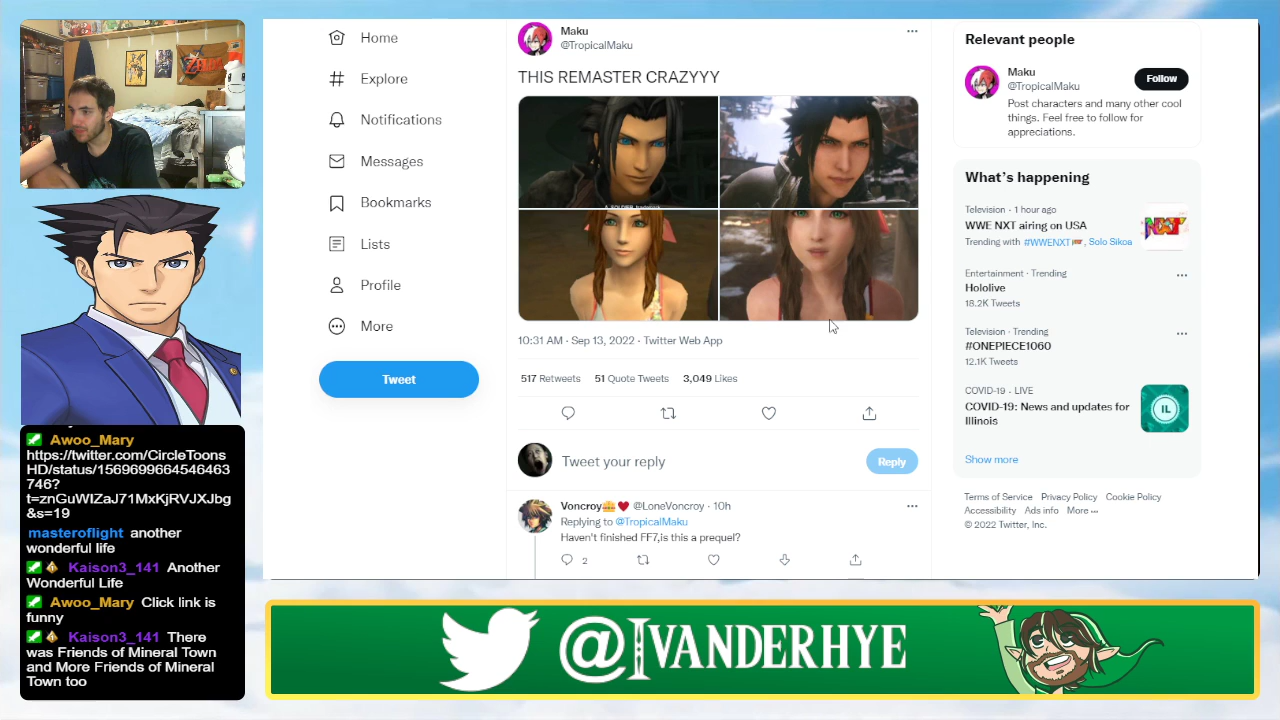 ZELDA
Awoo_Mary
https://twitter.com/CircleToons
HD/status/1569699664546463
746?
t=znGuWIZaJ71MxKjRVJXJbg
&s=19
masteroflight another
wonderful life
Kaison3_141 Another
Wonderful Life
Awoo_Mary Click link is
funny
Kaison3_141 There
was Friends of Mineral Town
and More Friends of Mineral
Town too
Home
Explore
Notifications
Messages
Bookmarks
Lists
Profile
More
Tweet
Maku
@TropicalMaku
THIS REMASTER CRAZYYY
10:31 AM · Sep 13, 2022 · Twitter Web App
517 Retweets 51 Quote Tweets 3,049 Likes
Tweet your reply
Reply
Voncroy @LoneVoncroy · 10h
Replying to @TropicalMaku
Haven't finished FF7,is this a prequel?
2
Relevant people
Maku
@TropicalMaku
Follow
Post characters and many other cool
things. Feel free to follow for
appreciations.
What's happening
Television · 1 hour ago
WWE NXT airing on USA
Trending with #WWENXT, Solo Sikoa
NXT
Entertainment · Trending
Hololive
18.2K Tweets
Television · Trending
#ONEPIECE1060
12.1K Tweets
COVID-19 · LIVE
COVID-19: News and updates for
Illinois
IL
Show more
Terms of Service Privacy Policy Cookie Policy
Accessibility Ads info More
© 2022 Twitter, Inc.
@IVANDERHYE